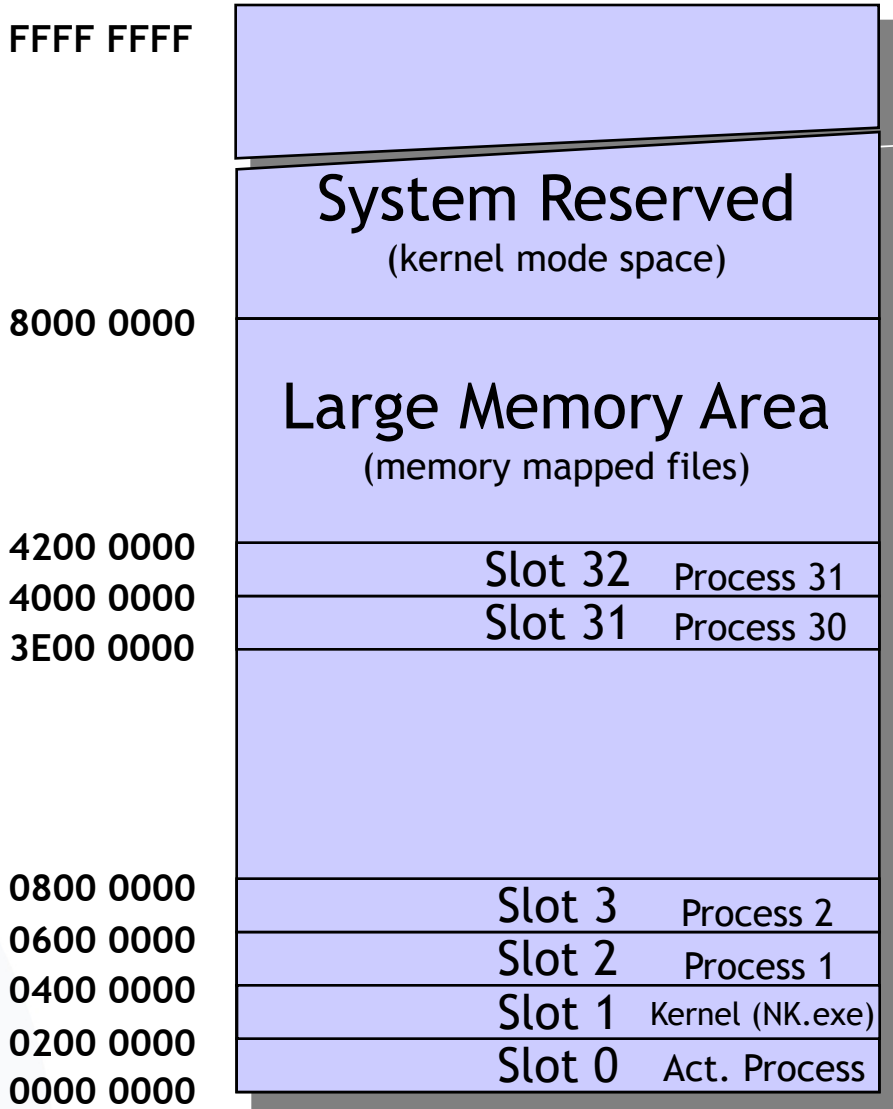 FFFF FFFF
System Reserved
(kernel mode space)
8000 0000
Large Memory Area
(memory mapped files)
4200 0000
Slot 32 Process 31
4000 0000
Slot 31 Process 30
3E00 0000
0800 0000
Slot 3 Process 2
0600 0000
Slot 2 Process 1
0400 0000
Slot 1 Kernel (NK.exe)
0200 0000
Slot 0 Act. Process
0000 0000